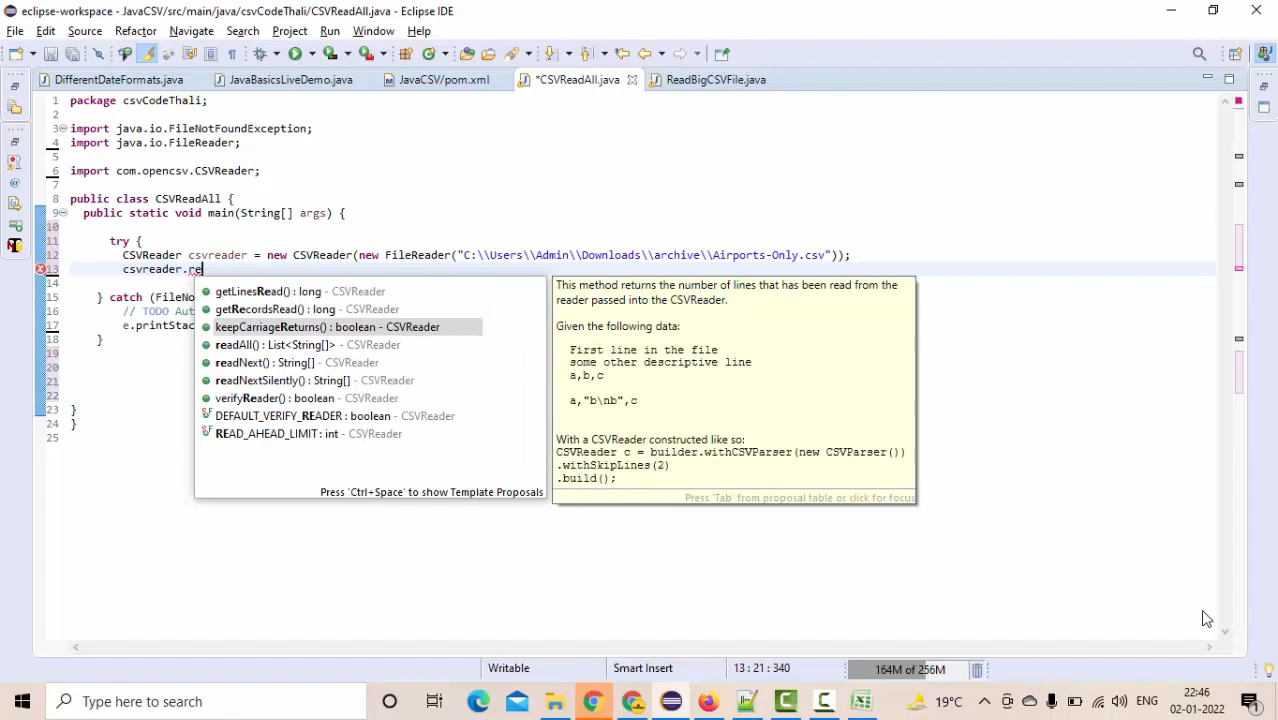 eclipse-workspace - JavaCSV/src/main/java/csvCodeThali/CSVReadAll.java - Eclipse IDE
File Edit Source Refactor Navigate Search Project Run Window Help
DifferentDateFormats.java JavaBasicsLiveDemo.java JavaCSV/pom.xml *CSVReadAll.java ReadBigCSVFile.java
1 package csvCodeThali;
2
3 import java.io.FileNotFoundException;
4 import java.io.FileReader;
5
6 import com.opencsv.CSVReader;
7
8 public class CSVReadAll {
9 public static void main(String[] args) {
10
11 try {
12 CSVReader csvreader = new CSVReader(new FileReader("C:\\Users\\Admin\\Downloads\\archive\\Airports-Only.csv"));
13 csvreader.re
14
15 } catch (FileNo
16 // TODO Aut
17 e.printStac
18 }
19
20
21
22
23 }
24 }
25
getLinesRead() : long - CSVReader
getRecordsRead() : long - CSVReader
keepCarriageReturns() : boolean - CSVReader
readAll() : List<String[]> - CSVReader
readNext() : String[] - CSVReader
readNextSilently() : String[] - CSVReader
verifyReader() : boolean - CSVReader
DEFAULT_VERIFY_READER : boolean - CSVReader
READ_AHEAD_LIMIT : int - CSVReader
Press 'Ctrl+Space' to show Template Proposals
This method returns the number of lines that has been read from the
reader passed into the CSVReader.
Given the following data:
First line in the file
some other descriptive line
a,b,c
a,"b\nb",c
With a CSVReader constructed like so:
CSVReader c = builder.withCSVParser(new CSVParser())
.withSkipLines(2)
.build();
Press 'Tab' from proposal table or click for focus
Writable Smart Insert 13 : 21 : 340 164M of 256M
Type here to search 19°C ENG 22:46
02-01-2022 1